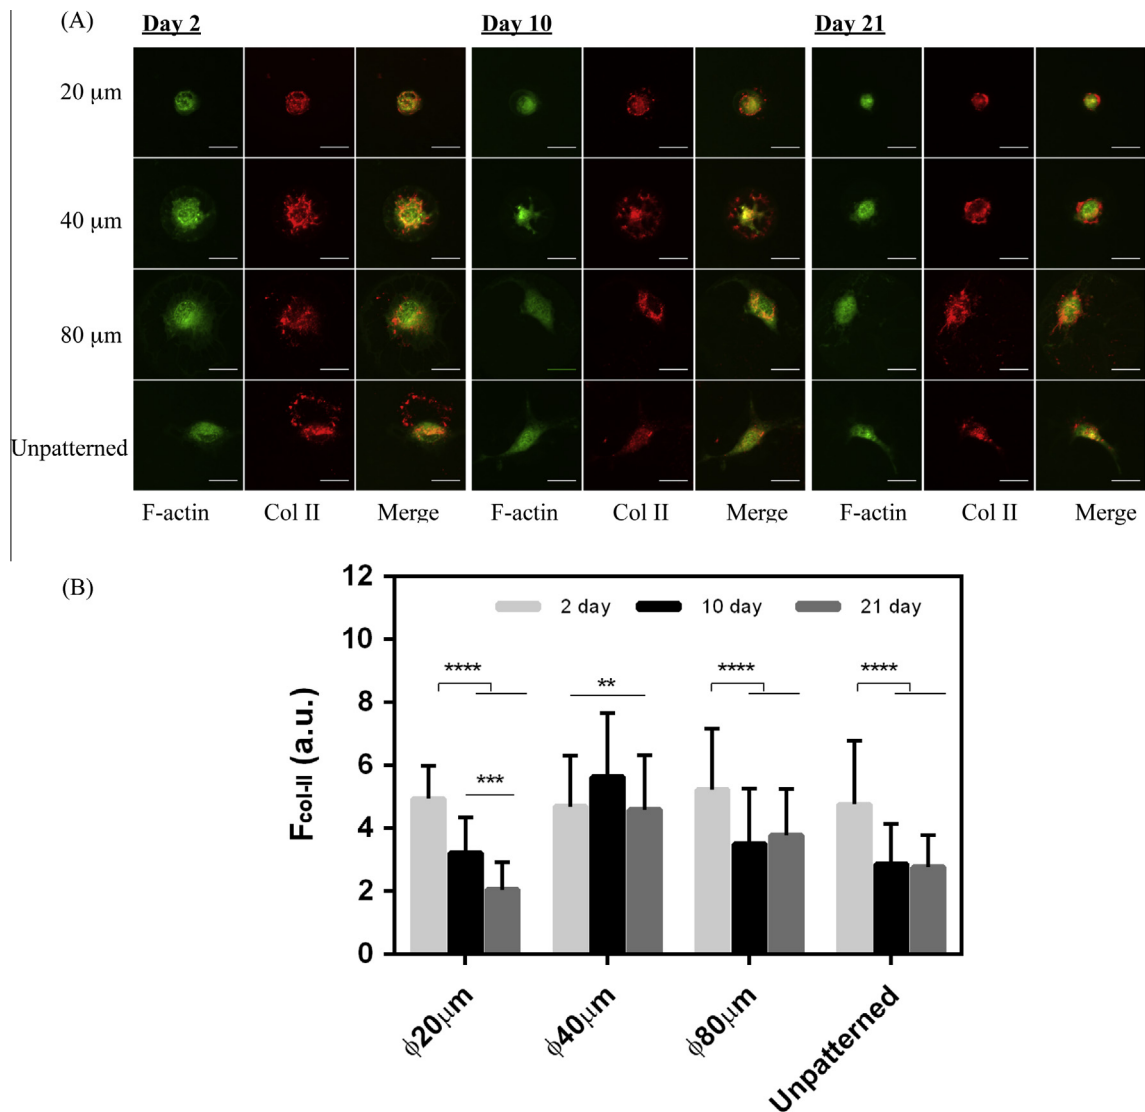 (A)
Day 2 Day 10 Day 21
20 μm
40 μm
80 μm
Unpatterned
F-actin Col II Merge F-actin Col II Merge F-actin Col II Merge
(B)
12
2 day 10 day 21 day
10
**** ** **** ****
8
6
***
4
2
0
Fcol-II (a.u.)
ϕ20μm ϕ40μm ϕ80μm Unpatterned